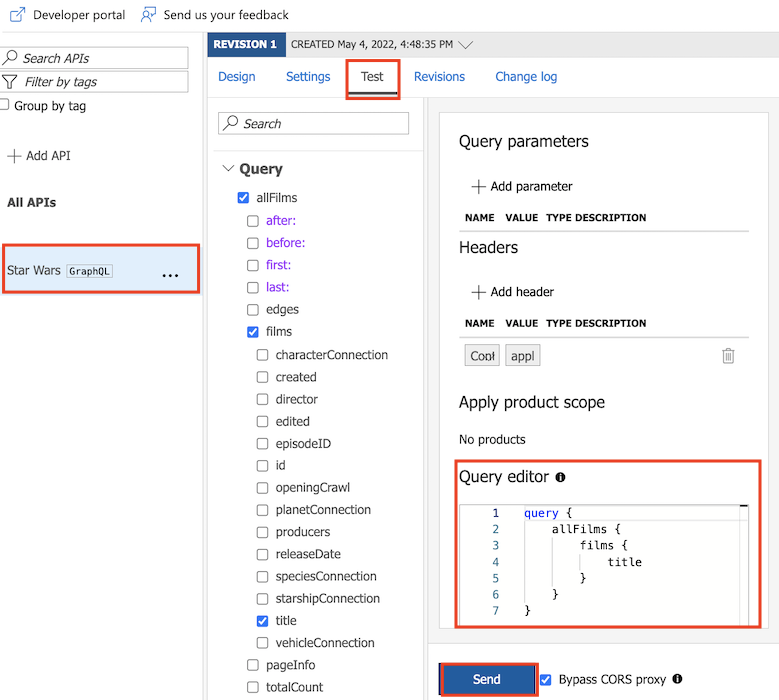 Developer portal Send us your feedback
REVISION 1 CREATED May 4, 2022, 4:48:35 PM
Design Settings Test Revisions Change log
Search APIs
Filter by tags
Group by tag
Add API
All APIs
Star Wars GraphQL ...
Search
Query
allFilms
after:
before:
first:
last:
edges
films
characterConnection
created
director
edited
episodeID
id
openingCrawl
planetConnection
producers
releaseDate
speciesConnection
starshipConnection
title
vehicleConnection
pageInfo
totalCount
Query parameters
Add parameter
NAME VALUE TYPE DESCRIPTION
Headers
Add header
NAME VALUE TYPE DESCRIPTION
appl
Apply product scope
No products
Query editor
1 query {
2 allFilms {
3 films {
4 title
5 }
6 }
7 }
Send Bypass CORS proxy